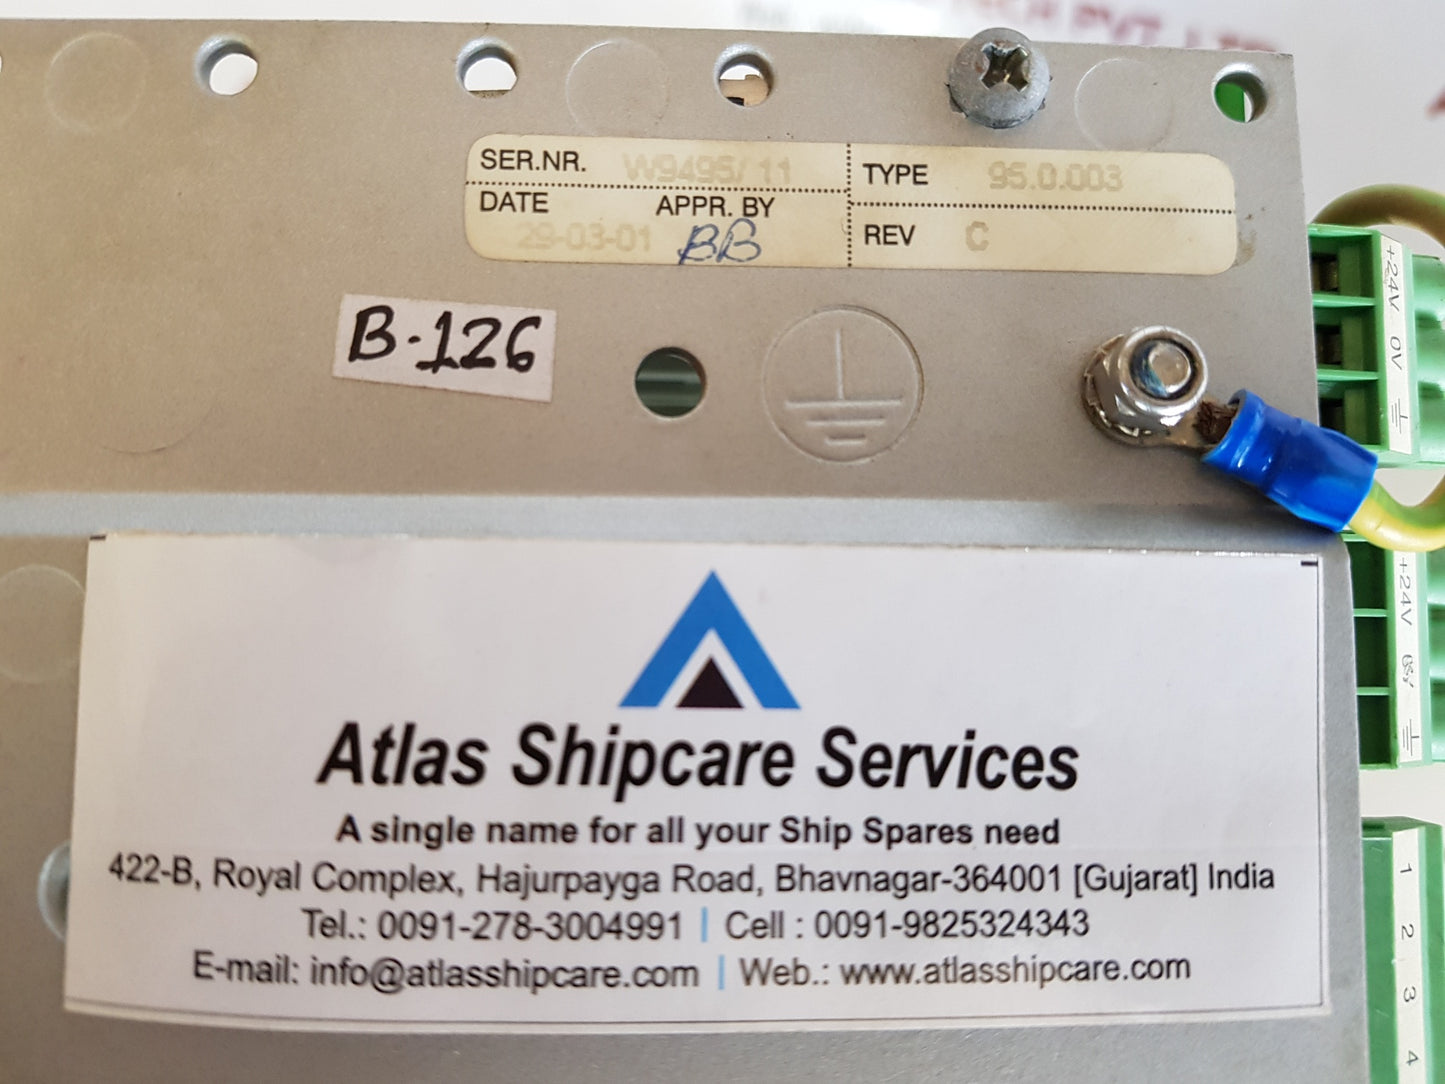 SER.NR. W9495/ 11
TYPE 95.0.003
DATE 29-03-01
APPR. BY BB
REV C
B-126
+24V 0V
Atlas Shipcare Services
A single name for all your Ship Spares need
422-B, Royal Complex, Hajurpayga Road, Bhavnagar-364001 [Gujarat] India
Tel.: 0091-278-3004991 | Cell : 0091-9825324343
E-mail: info@atlasshipcare.com | Web.: www.atlasshipcare.com
+24V
1
2
3
4